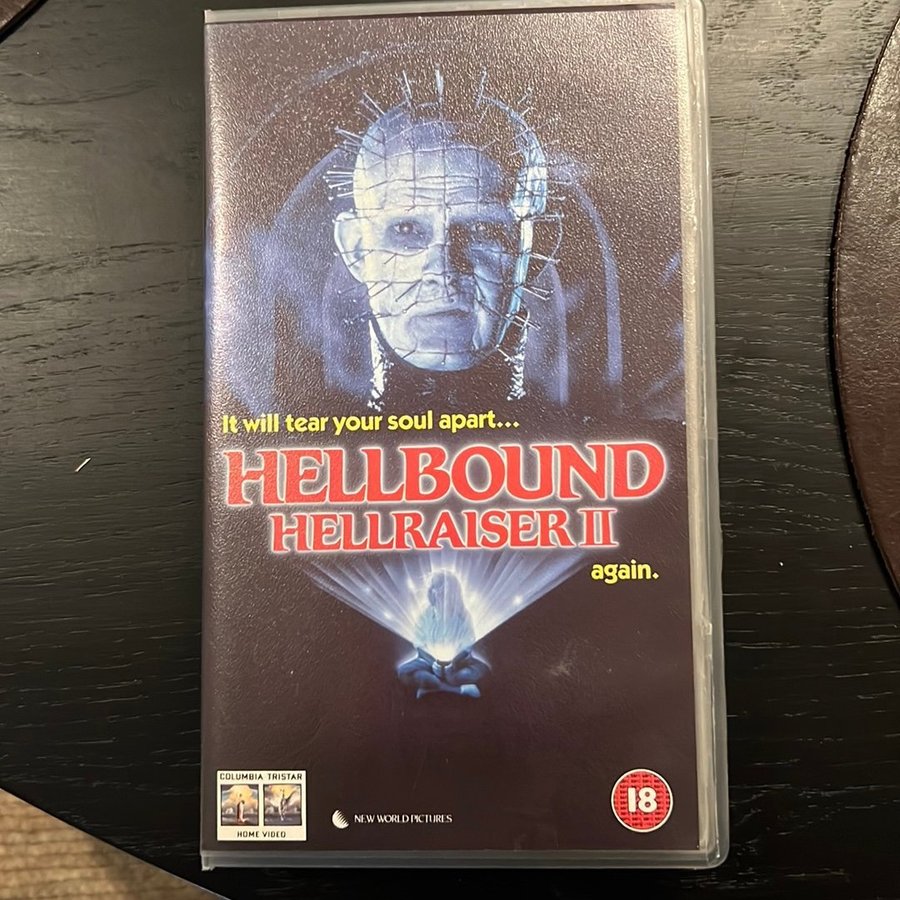 It will tear your soul apart...
HELLBOUND
HELLRAISER II
again.
COLUMBIA TRISTAR
HOME VIDEO
NEW WORLD PICTURES
18